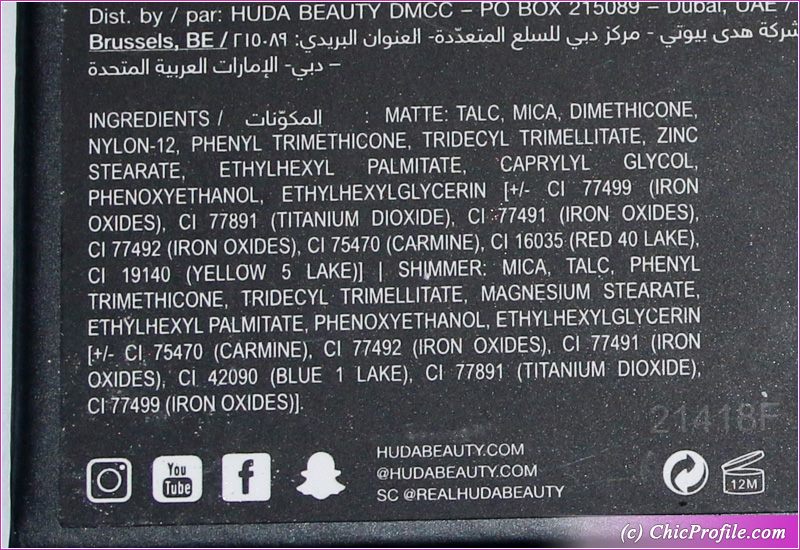 Dist. by / par: HUDA BEAUTY DMCC – PO BOX 215089 – Dubai, UAE /
Brussels, BE / شركة هدى بيوتي - مركز دبي للسلع المتعدّدة- العنوان البريدي: ٢١٥٠٨٩
– دبي- الإمارات العربية المتحدة
INGREDIENTS / المكوّنات : MATTE: TALC, MICA, DIMETHICONE,
NYLON-12, PHENYL TRIMETHICONE, TRIDECYL TRIMELLITATE, ZINC
STEARATE, ETHYLHEXYL PALMITATE, CAPRYLYL GLYCOL,
PHENOXYETHANOL, ETHYLHEXYLGLYCERIN [+/- CI 77499 (IRON
OXIDES), CI 77891 (TITANIUM DIOXIDE), CI 77491 (IRON OXIDES),
CI 77492 (IRON OXIDES), CI 75470 (CARMINE), CI 16035 (RED 40 LAKE),
CI 19140 (YELLOW 5 LAKE)] | SHIMMER: MICA, TALC, PHENYL
TRIMETHICONE, TRIDECYL TRIMELLITATE, MAGNESIUM STEARATE,
ETHYLHEXYL PALMITATE, PHENOXYETHANOL, ETHYLHEXYLGLYCERIN
[+/- CI 75470 (CARMINE), CI 77492 (IRON OXIDES), CI 77491 (IRON
OXIDES), CI 42090 (BLUE 1 LAKE), CI 77891 (TITANIUM DIOXIDE),
CI 77499 (IRON OXIDES)].
21418F
You
Tube
HUDABEAUTY.COM
@HUDABEAUTY.COM
SC @REALHUDABEAUTY
12M
(c) ChicProfile.com